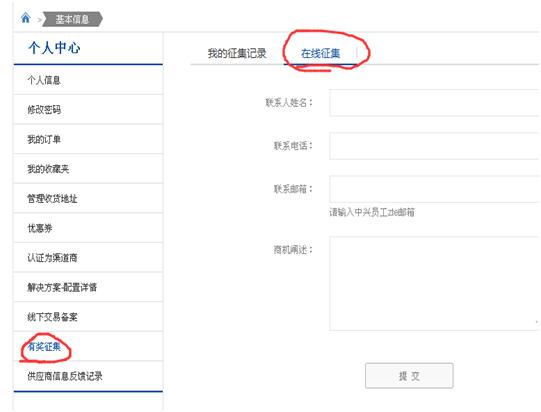 > 基本信息
个人中心
个人信息
修改密码
我的订单
我的收藏夹
管理收货地址
优惠券
认证为渠道商
解决方案-配置详情
线下交易备案
有奖征集
供应商信息反馈记录
我的征集记录 在线征集
联系人姓名：
联系电话：
联系邮箱：
请输入中兴员工zte邮箱
商机阐述：
提 交